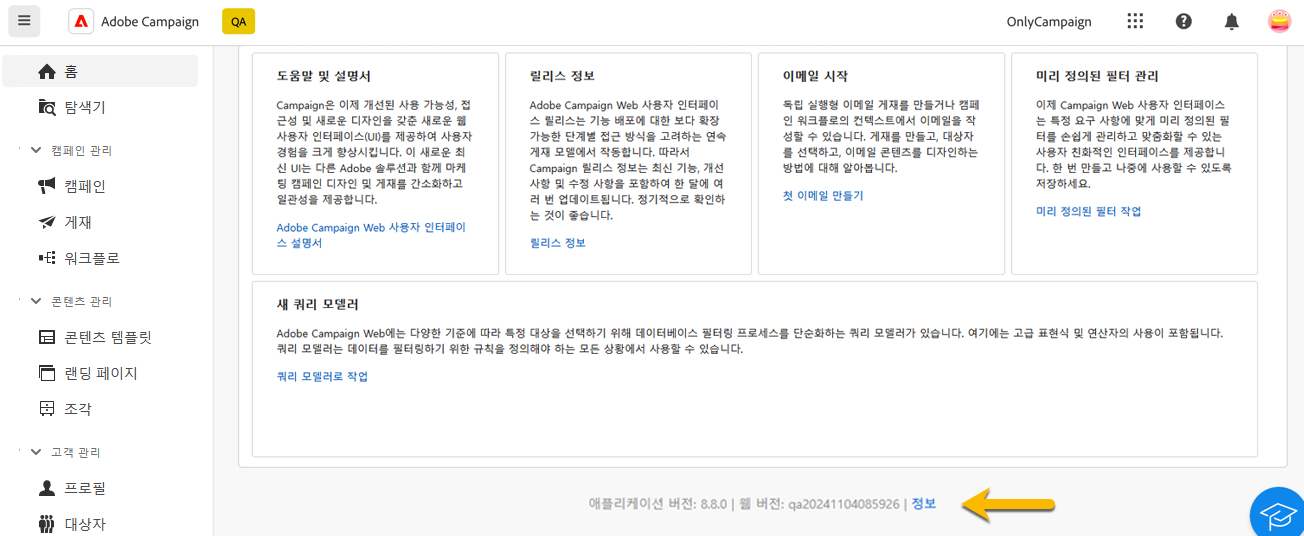 Adobe Campaign
QA
OnlyCampaign
홈
탐색기
캠페인 관리
캠페인
게재
워크플로
콘텐츠 관리
콘텐츠 템플릿
랜딩 페이지
조각
고객 관리
프로필
대상자
도움말 및 설명서
Campaign은 이제 개선된 사용 가능성, 접
근성 및 새로운 디자인을 갖춘 새로운 웹
사용자 인터페이스(UI)를 제공하여 사용자
경험을 크게 향상시킵니다. 이 새로운 최
신 UI는 다른 Adobe 솔루션과 함께 마케
팅 캠페인 디자인 및 게재를 간소화하고
일관성을 제공합니다.
Adobe Campaign Web 사용자 인터페이
스 설명서
릴리스 정보
Adobe Campaign Web 사용자 인터페이
스 릴리스는 기능 배포에 대한 보다 확장
가능한 단계별 접근 방식을 고려하는 연속
게재 모델에서 작동합니다. 따라서
Campaign 릴리스 정보는 최신 기능, 개선
사항 및 수정 사항을 포함하여 한 달에 여
러 번 업데이트됩니다. 정기적으로 확인하
는 것이 좋습니다.
릴리스 정보
이메일 시작
독립 실행형 이메일 게재를 만들거나 캠페
인 워크플로의 컨텍스트에서 이메일을 작
성할 수 있습니다. 게재를 만들고, 대상자
를 선택하고, 이메일 콘텐츠를 디자인하는
방법에 대해 알아봅니다.
첫 이메일 만들기
미리 정의된 필터 관리
이제 Campaign Web 사용자 인터페이스
는 특정 요구 사항에 맞게 미리 정의된 필
터를 손쉽게 관리하고 맞춤화할 수 있는
사용자 친화적인 인터페이스를 제공합니
다. 한 번 만들고 나중에 사용할 수 있도록
저장하세요.
미리 정의된 필터 작업
새 쿼리 모델러
Adobe Campaign Web에는 다양한 기준에 따라 특정 대상을 선택하기 위해 데이터베이스 필터링 프로세스를 단순화하는 쿼리 모델러가 있습니다. 여기에는 고급 표현식 및 연산자의 사용이 포함됩니다.
쿼리 모델러는 데이터를 필터링하기 위한 규칙을 정의해야 하는 모든 상황에서 사용할 수 있습니다.
쿼리 모델러로 작업
애플리케이션 버전: 8.8.0 | 웹 버전: qa20241104085926 | 정보